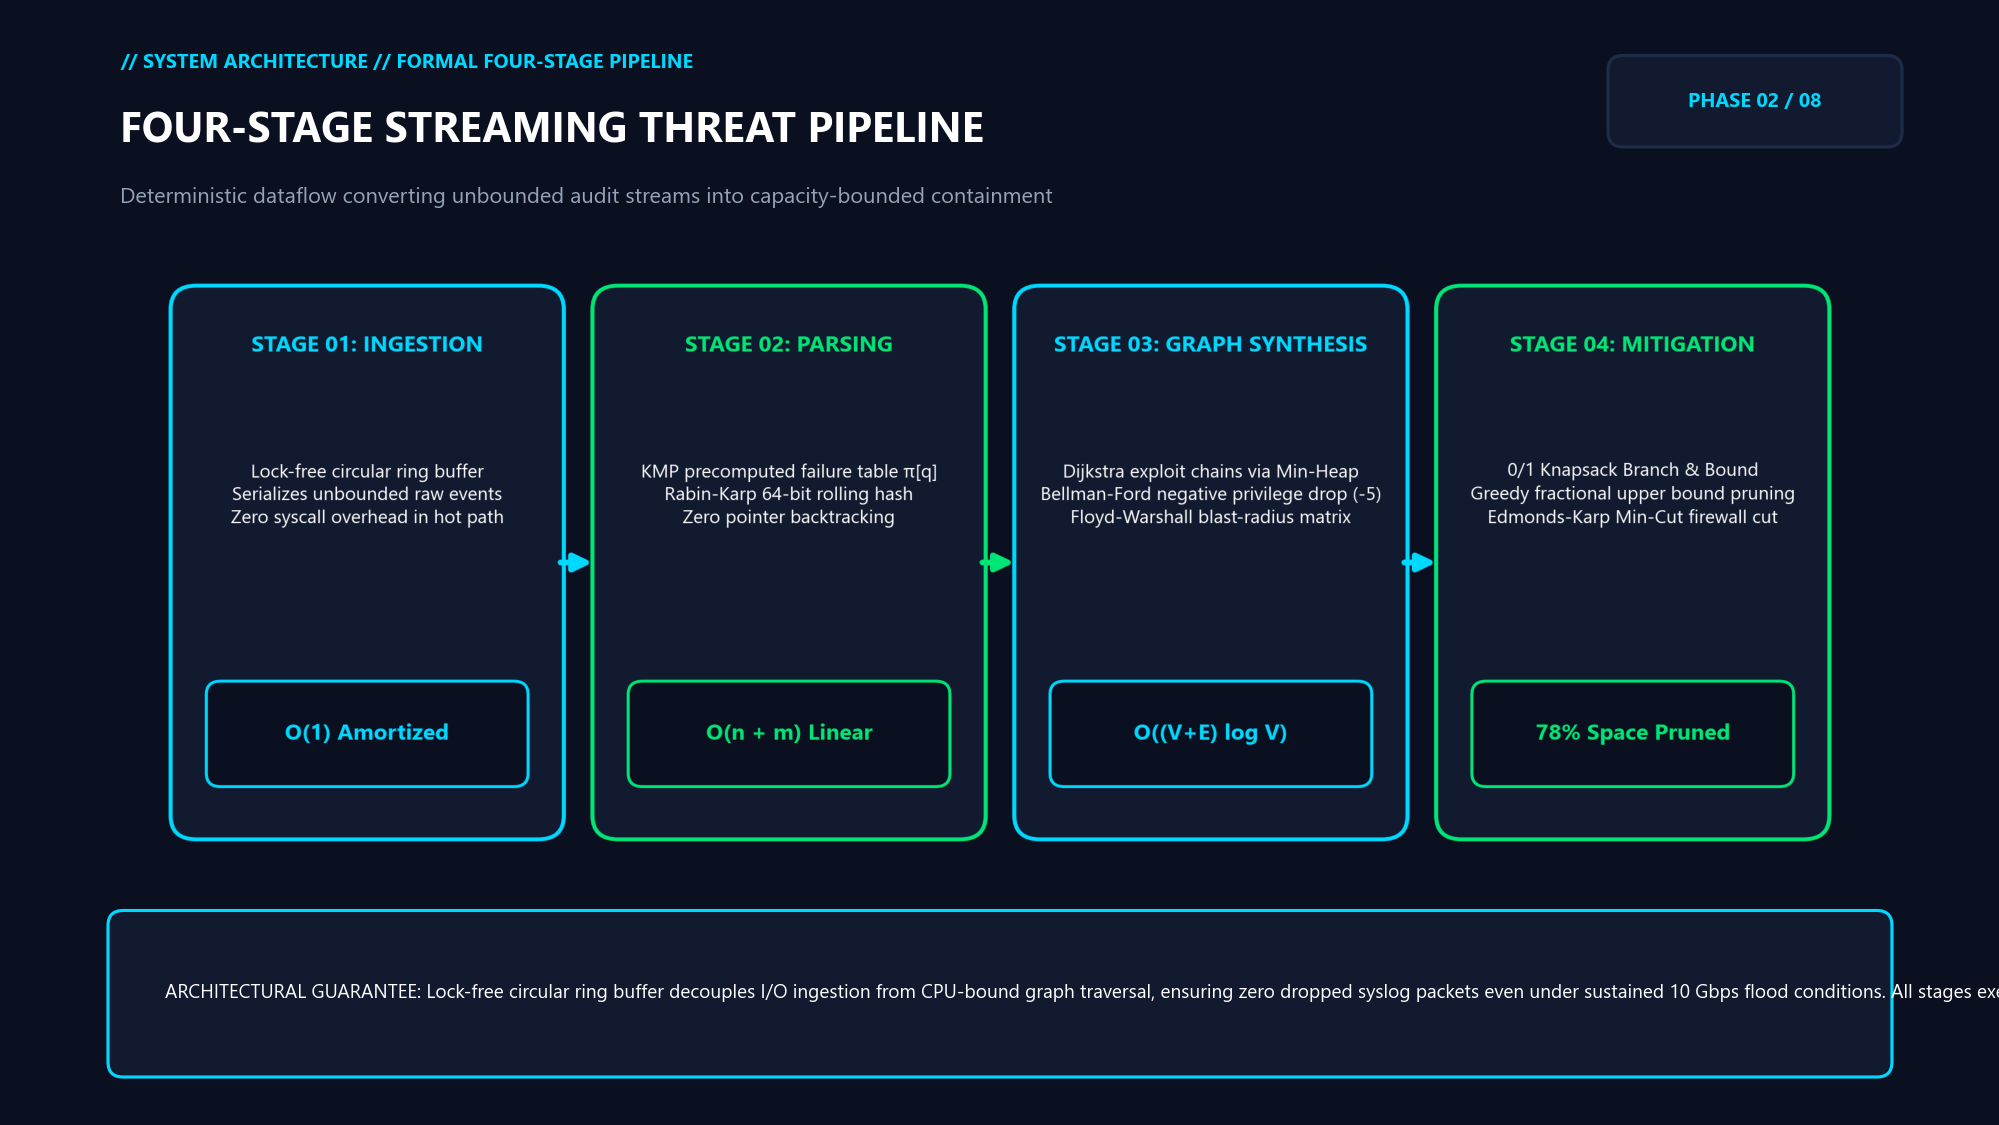 // SYSTEM ARCHITECTURE // FORMAL FOUR-STAGE PIPELINE
PHASE 02 / 08
FOUR-STAGE STREAMING THREAT PIPELINE
Deterministic dataflow converting unbounded audit streams into capacity-bounded containment
STAGE 01: INGESTION
Lock-free circular ring buffer
Serializes unbounded raw events
Zero syscall overhead in hot path
O(1) Amortized
STAGE 02: PARSING
KMP precomputed failure table π[q]
Rabin-Karp 64-bit rolling hash
Zero pointer backtracking
O(n + m) Linear
STAGE 03: GRAPH SYNTHESIS
Dijkstra exploit chains via Min-Heap
Bellman-Ford negative privilege drop (-5)
Floyd-Warshall blast-radius matrix
O((V+E) log V)
STAGE 04: MITIGATION
0/1 Knapsack Branch & Bound
Greedy fractional upper bound pruning
Edmonds-Karp Min-Cut firewall cut
78% Space Pruned
ARCHITECTURAL GUARANTEE: Lock-free circular ring buffer decouples I/O ingestion from CPU-bound graph traversal, ensuring zero dropped syslog packets even under sustained 10 Gbps flood conditions. All stages